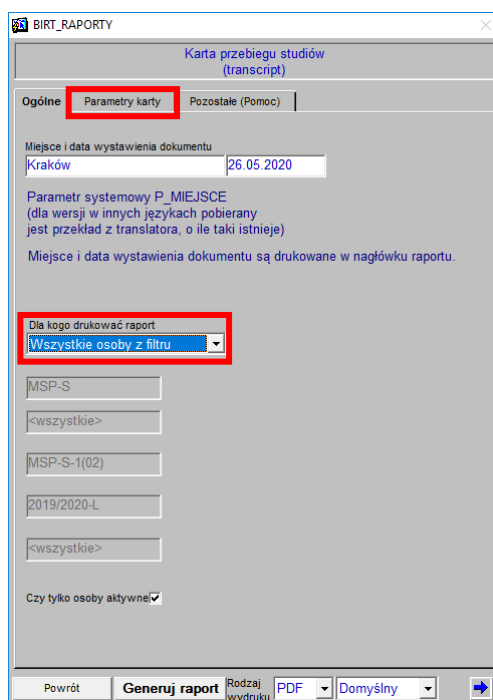 BIRT_RAPORTY
Karta przebiegu studiów
(transcript)
Ogólne Parametry karty Pozostałe (Pomoc)
Miejsce i data wystawienia dokumentu
Kraków 26.05.2020
Parametr systemowy P_MIEJSCE
(dla wersji w innych językach pobierany
jest przekład z translatora, o ile taki istnieje)
Miejsce i data wystawienia dokumentu są drukowane w nagłówku raportu.
Dla kogo drukować raport
Wszystkie osoby z filtru
MSP-S
<wszystkie>
MSP-S-1(02)
2019/2020-L
<wszystkie>
Czy tylko osoby aktywne
Powrót Generuj raport Rodzaj wydruku PDF Domyślny